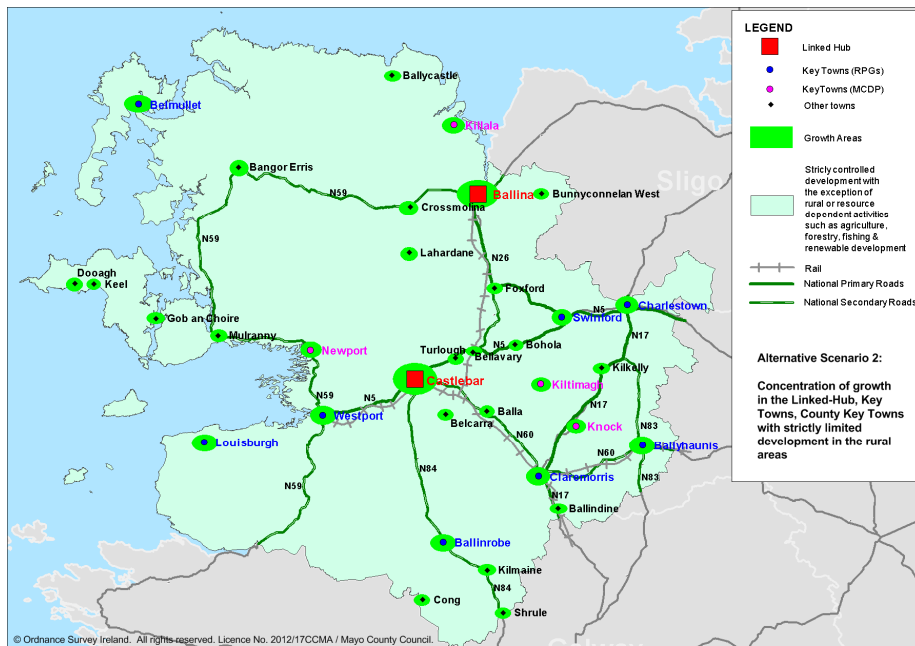 LEGEND
Linked Hub
Key Towns (RPGs)
KeyTowns (MCDP)
Other towns
Growth Areas
Stricly controlled
development with
the exception of
rural or resource
dependent activities
such as agriculture,
forestry, fishing &
renewable development
Rail
National Primary Roads
National Secondary Roads
Alternative Scenario 2:
Concentration of growth
in the Linked-Hub, Key
Towns, County Key Towns
with strictly limited
development in the rural
areas
Ballycastle
Belmullet
Killala
Bangor Erris
Sligo
N59
Ballina
Bunnyconnelan West
Crossmolina
N59
Lahardane
N26
Dooagh
Keel
Foxford
Charlestown
N5
Swinford
Gob an Choire
Mulranny
N17
Newport
Turlough
N5
Bohola
Bellavary
Kilkelly
Castlebar
Kiltimagh
N59
N5
N17
Westport
Balla
Belcarra
Knock
N83
Louisburgh
N60
Ballyhaunis
N60
N84
Claremorris
N83
N59
N17
Ballindine
Ballinrobe
Kilmaine
N84
Cong
Shrule
Galway
© Ordnance Survey Ireland. All rights reserved. Licence No. 2012/17CCMA / Mayo County Council.